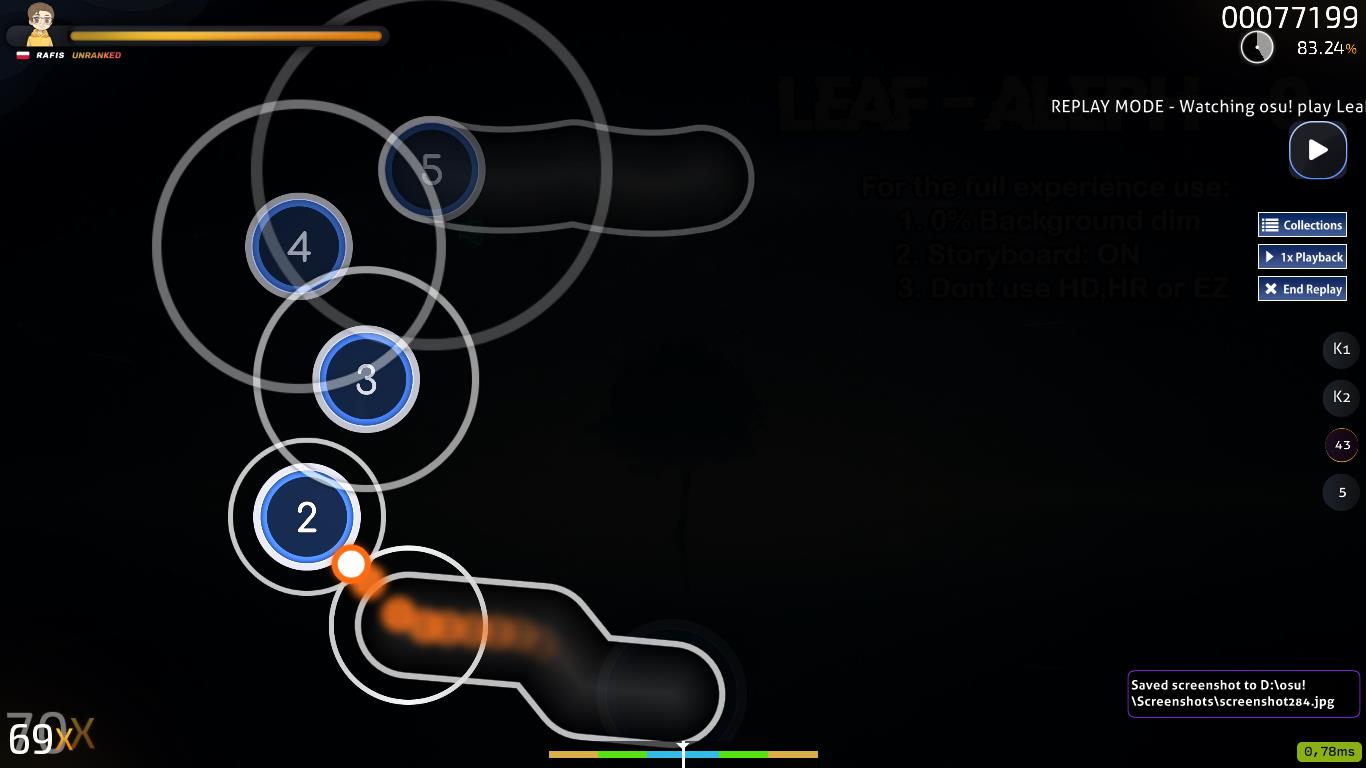 00077199
83.24%
RAFIS UNRANKED
LEAF - ALEPH - 0
REPLAY MODE - Watching osu! play Lea
5
For the full experience use:
1. 0% Background dim
2. Storyboard: ON
3. Dont use HD,HR or EZ
Collections
1x Playback
End Replay
4
3
K1
K2
43
5
2
Saved screenshot to D:\osu!
\Screenshots\screenshot284.jpg
70x
69x
0,78ms